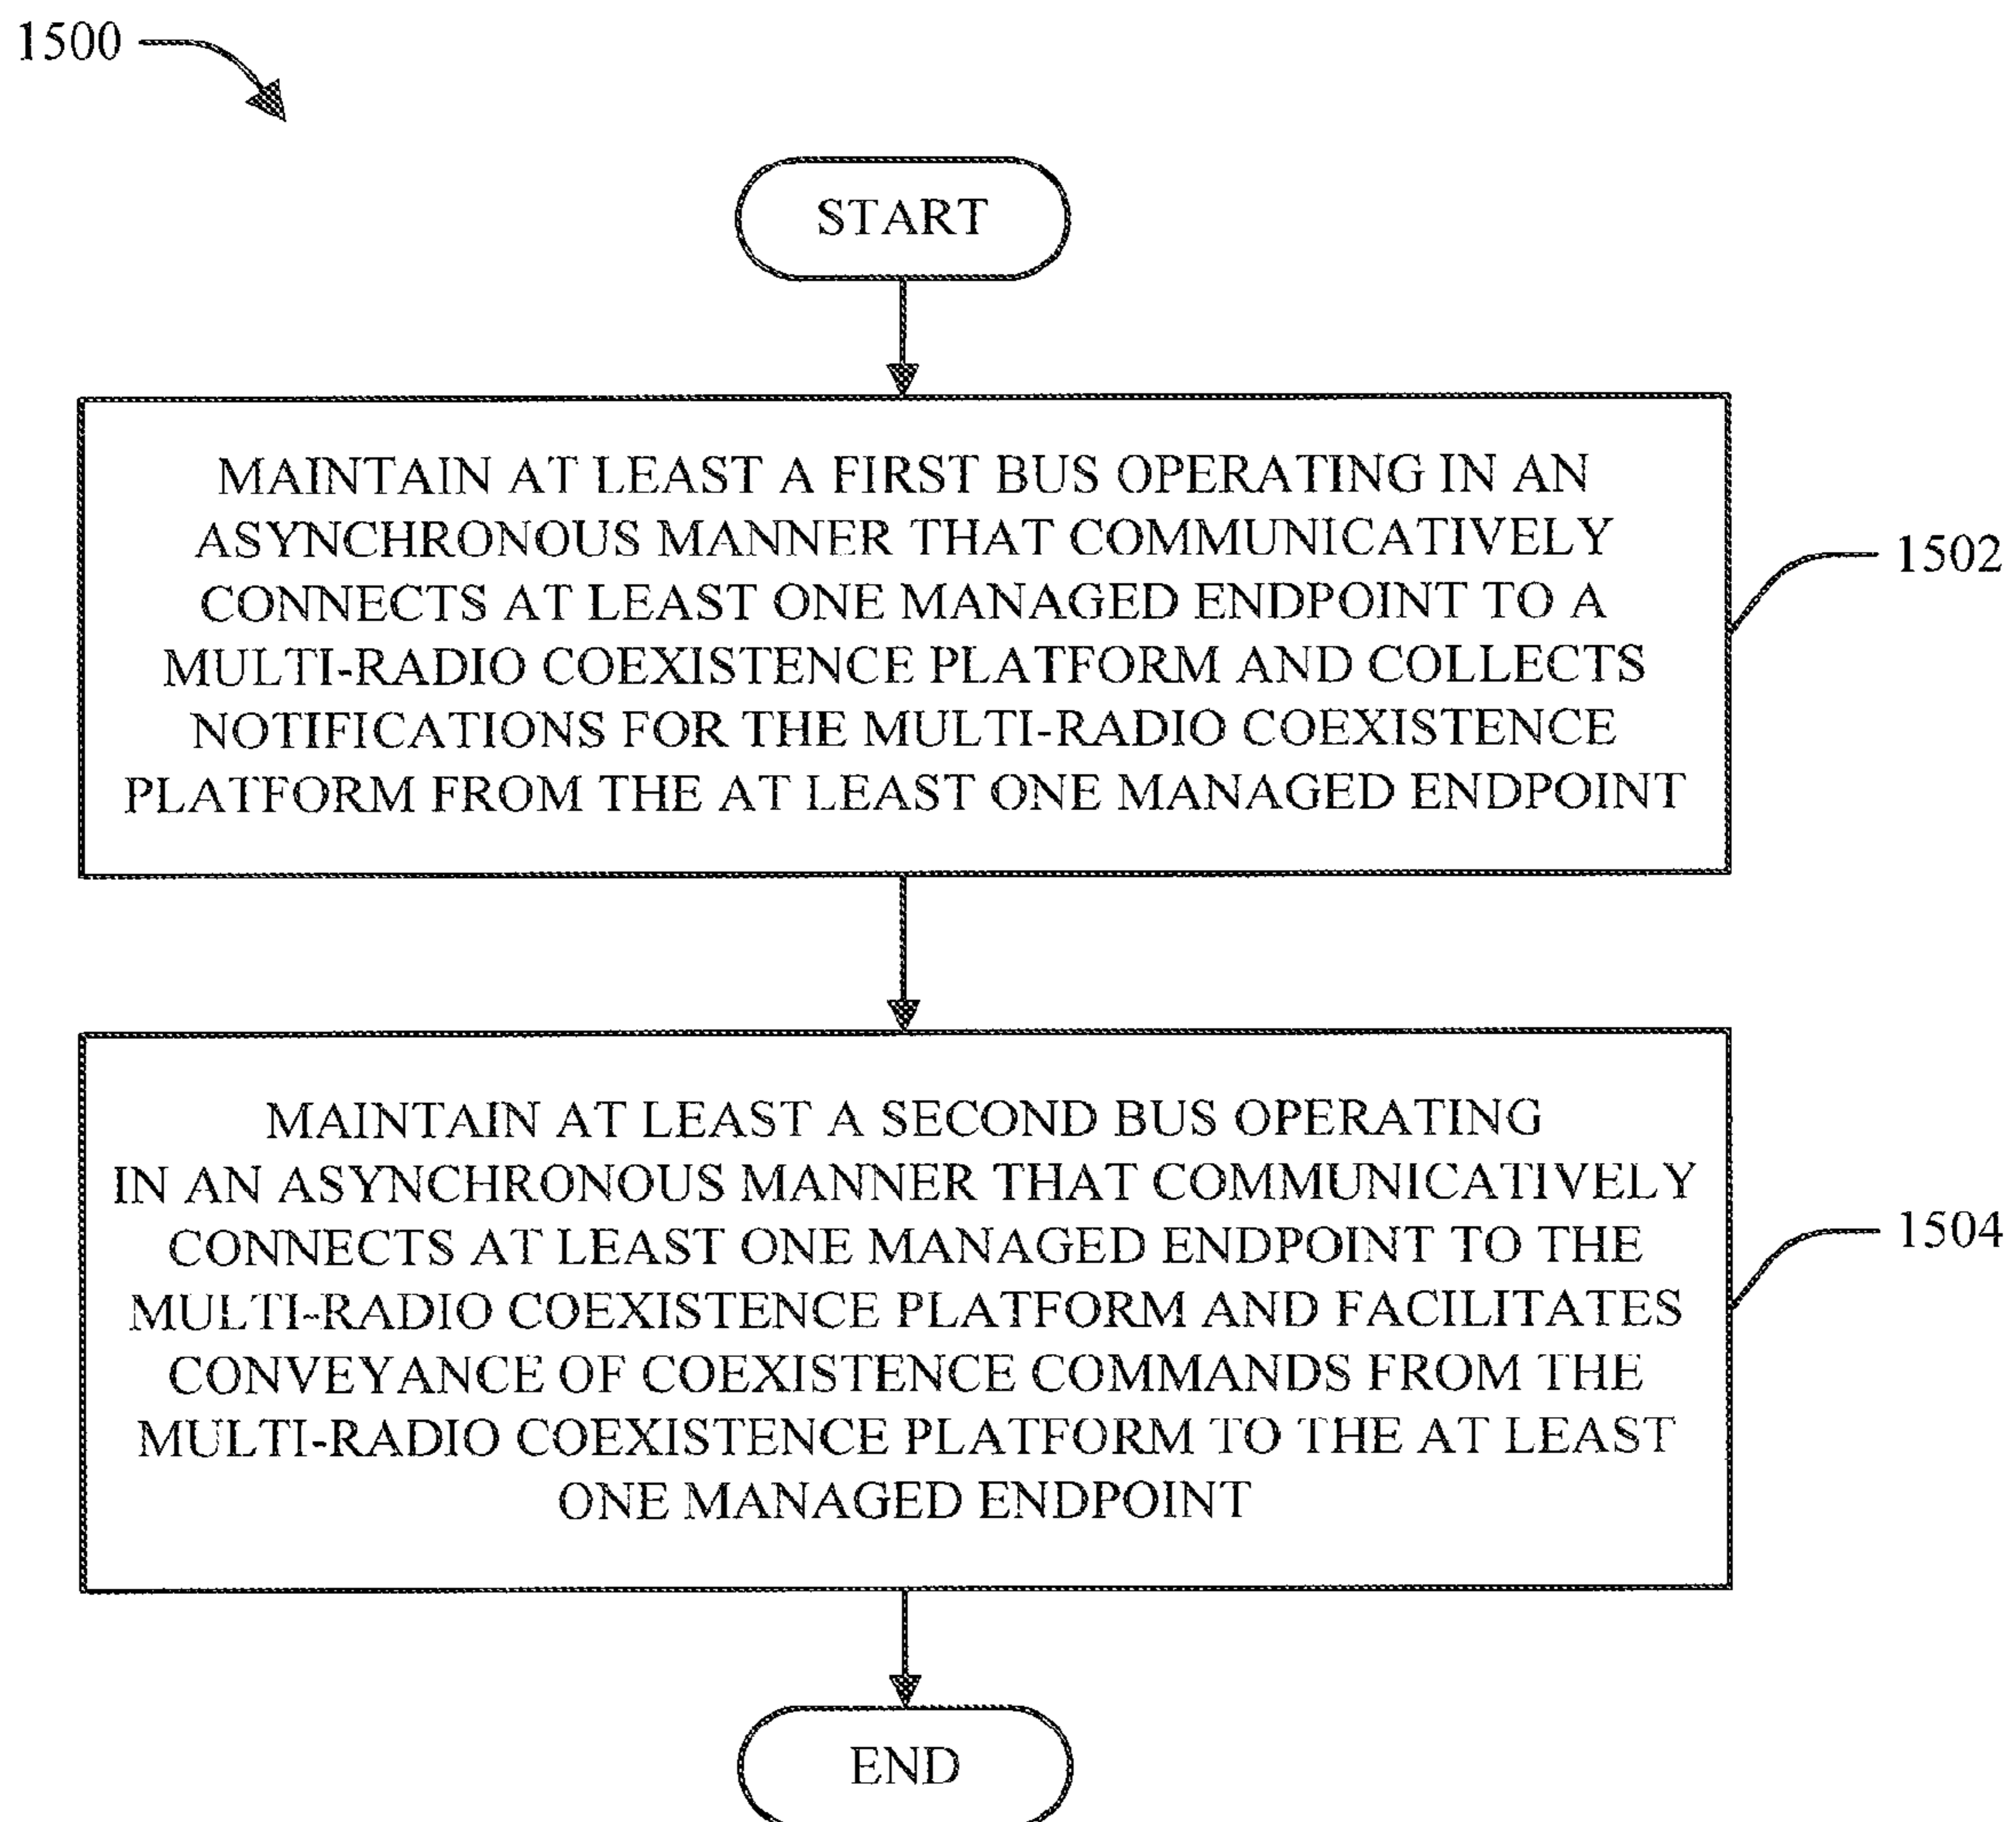 1500
START
MAINTAIN AT LEAST A FIRST BUS OPERATING IN AN
ASYNCHRONOUS MANNER THAT COMMUNICATIVELY
CONNECTS AT LEAST ONE MANAGED ENDPOINT TO A
MULTI-RADIO COEXISTENCE PLATFORM AND COLLECTS
NOTIFICATIONS FOR THE MULTI-RADIO COEXISTENCE
PLATFORM FROM THE AT LEAST ONE MANAGED ENDPOINT
1502
MAINTAIN AT LEAST A SECOND BUS OPERATING
IN AN ASYNCHRONOUS MANNER THAT COMMUNICATIVELY
CONNECTS AT LEAST ONE MANAGED ENDPOINT TO THE
MULTI-RADIO COEXISTENCE PLATFORM AND FACILITATES
CONVEYANCE OF COEXISTENCE COMMANDS FROM THE
MULTI-RADIO COEXISTENCE PLATFORM TO THE AT LEAST
ONE MANAGED ENDPOINT
1504
END